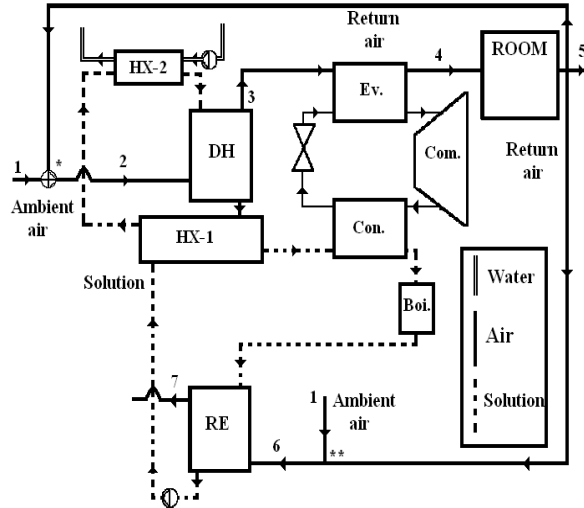 Return
air
HX-2
4
ROOM
5
3
Ev.
1
*
2
DH
Com.
Return
air
Ambient
air
HX-1
Con.
Solution
Boi.
Water
Air
Solution
7
1
Ambient
air
RE
6
**